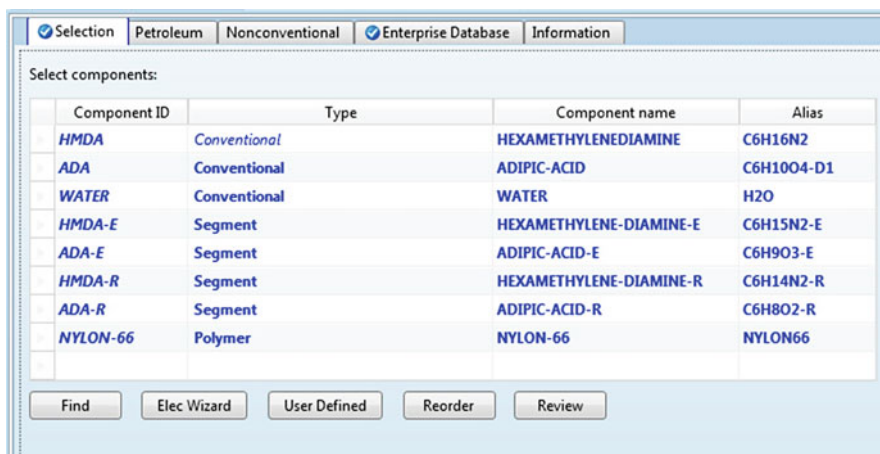 Selection Petroleum Nonconventional Enterprise Database Information
Select components:
Component ID Type Component name Alias
HMDA Conventional HEXAMETHYLENEDIAMINE C6H16N2
ADA Conventional ADIPIC-ACID C6H10O4-D1
WATER Conventional WATER H2O
HMDA-E Segment HEXAMETHYLENE-DIAMINE-E C6H15N2-E
ADA-E Segment ADIPIC-ACID-E C6H9O3-E
HMDA-R Segment HEXAMETHYLENE-DIAMINE-R C6H14N2-R
ADA-R Segment ADIPIC-ACID-R C6H8O2-R
NYLON-66 Polymer NYLON-66 NYLON66
Find Elec Wizard User Defined Reorder Review